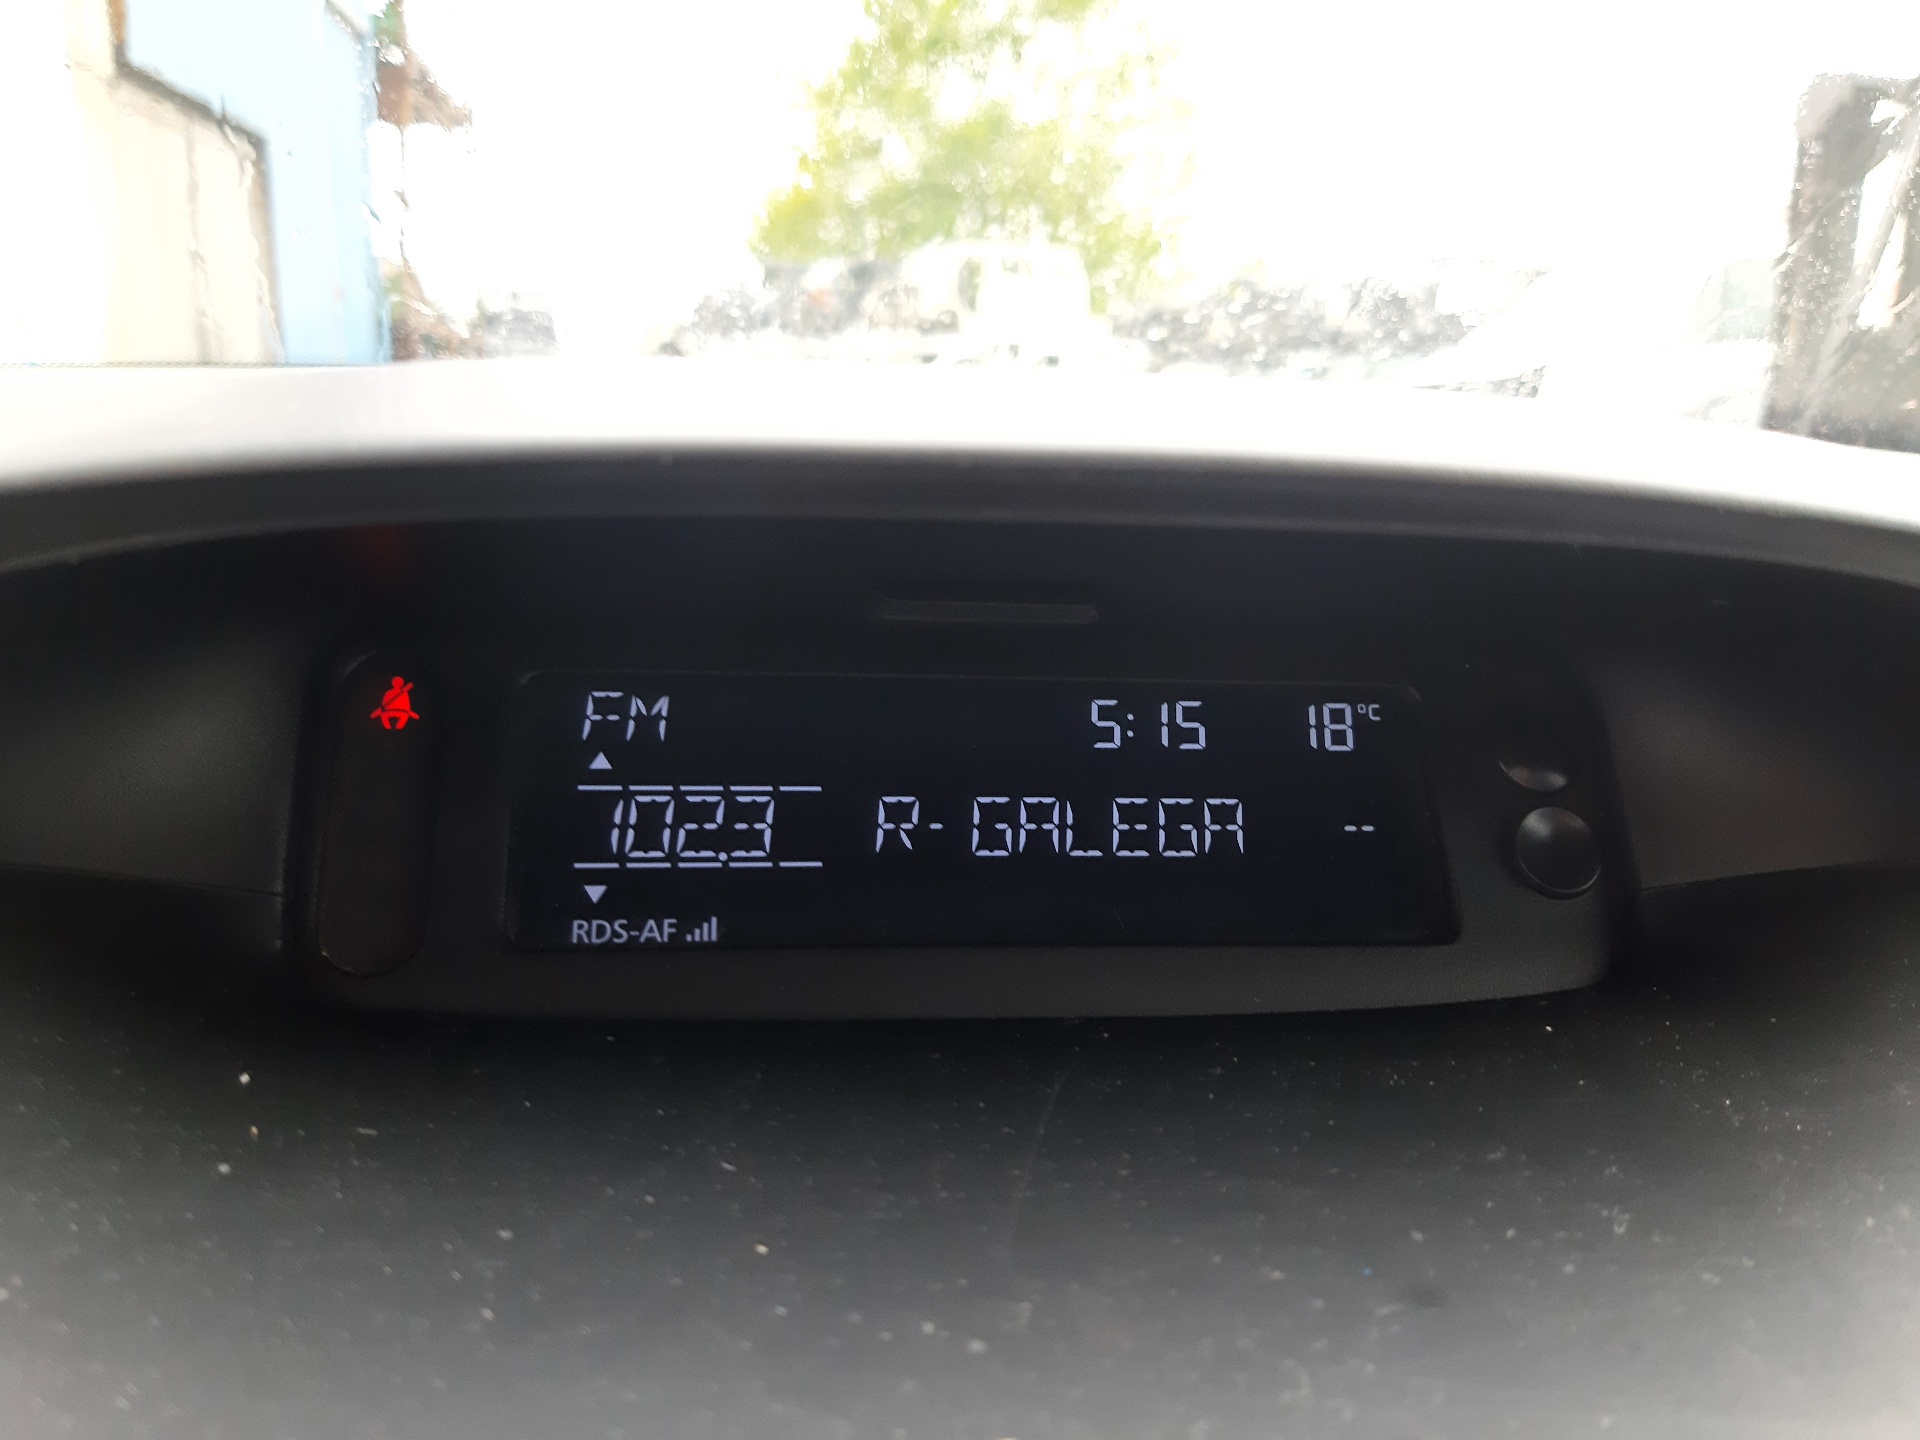 FM 5:15 18°C
102.3 R- GALEGA --
RDS-AF